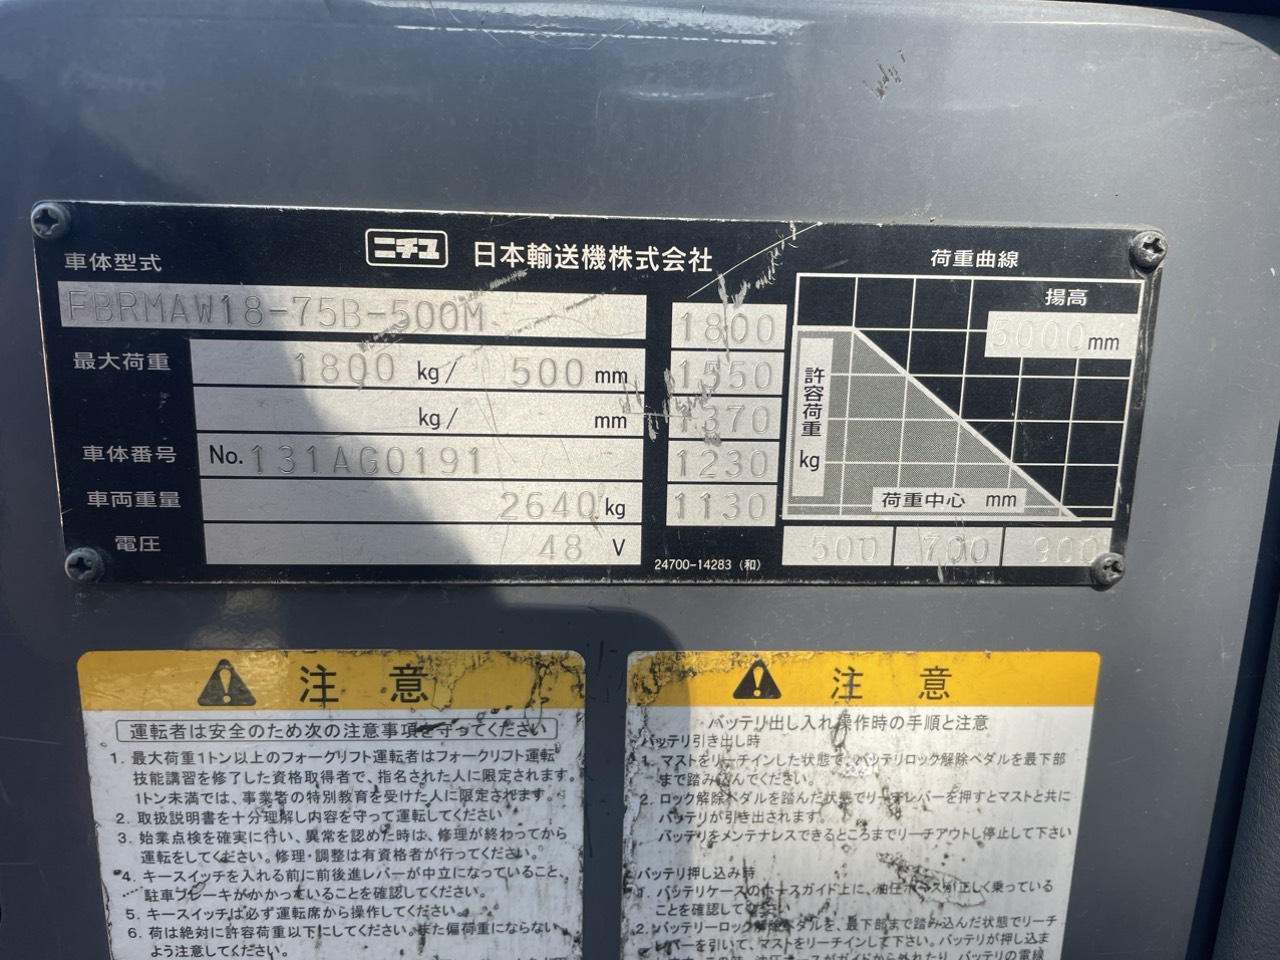 ニチユ 日本輸送機株式会社
車体型式
FBRMAW18-75B-500M
最大荷重 1800 kg/ 500 mm
kg/ mm
車体番号 No. 131AG0191
車両重量 2640 kg
電圧 48 V
1800
1550
1370
1230
1130
24700-14283 (和)
荷重曲線
揚高
5000 mm
許容荷重 kg
荷重中心 mm
500 700 900
注意
運転者は安全のため次の注意事項を守ってください
1. 最大荷重1トン以上のフォークリフト運転者はフォークリフト運転
技能講習を修了した資格取得者で、指名された人に限定されます。
1トン未満では、事業者の特別教育を受けた人に限定されます。
2. 取扱説明書を十分理解し内容を守って運転してください
3. 始業点検を確実に行い、異常を認めた時は、修理が終わってから
運転をしてください。修理・調整は有資格者が行ってください。
4. キースイッチを入れる前に前後進レバーが中立になっていること、
駐車ブレーキがかかっていることを確認してください。
5. キースイッチは必ず運転席から操作してください。
6. 荷は絶対に許容荷重以下にしてください。また偏荷重にならない
よう注意してください。
注意
バッテリ出し入れ操作時の手順と注意
バッテリ引き出し時
1. マストをリーチインした状態で、バッテリロック解除ペダルを最下部
まで踏み込んでください。
2. ロック解除ペダルを踏んだ状態でリーチレバーを押すとマストと共に
バッテリが引き出されます。
バッテリをメンテナンスできるところまでリーチアウトし停止して下さい
バッテリ押し込み時
1. バッテリケースのホースガイド上に、油圧ホースが正しく乗っている
ことを確認してください
2. バッテリーロック解除ペダルを、最下部まで踏み込んだ状態でリーチ
レバーを引いて、マストをリーチインして下さい。バッテリが押し込ま